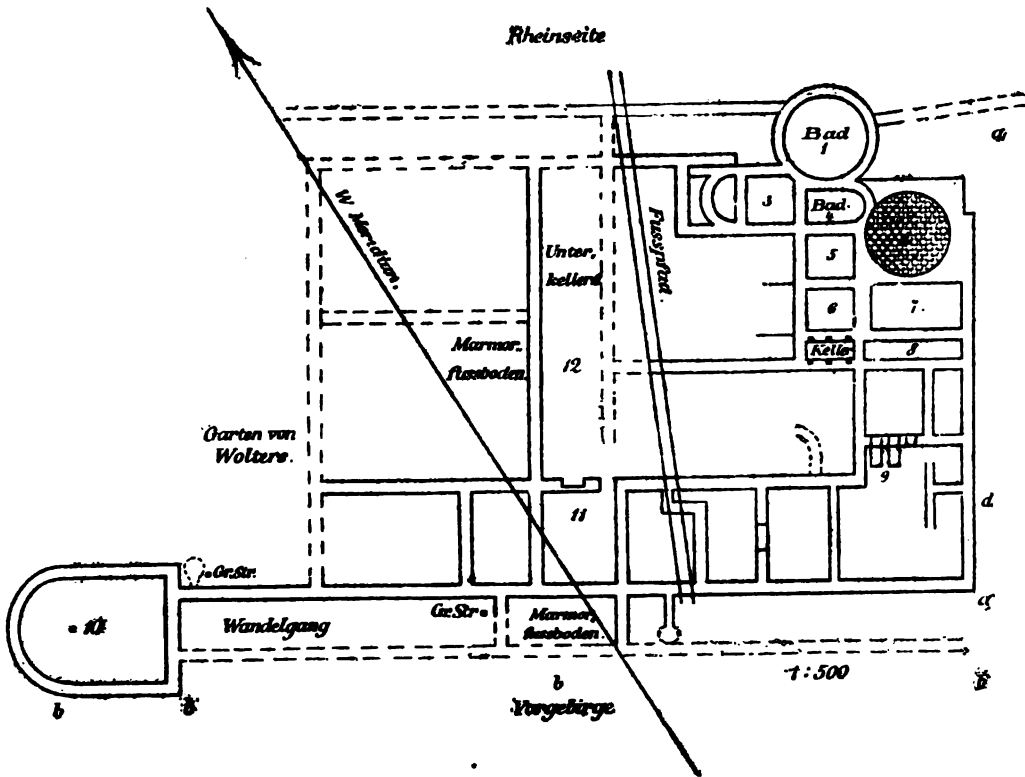 Rheinseite
Bad
1
a,
W. Meridian.
Fusspfad.
3
Bad.
4
Unter-
kellert
5
6
7.
Marmor-
fussboden.
12
Keller
8
Garten von
Wolters.
e
9
11
d.
Gr. Str.
Gr. Str.
10
Wandelgang
Marmor,
fussboden.
1:500
b
b
b
Vorgebirge